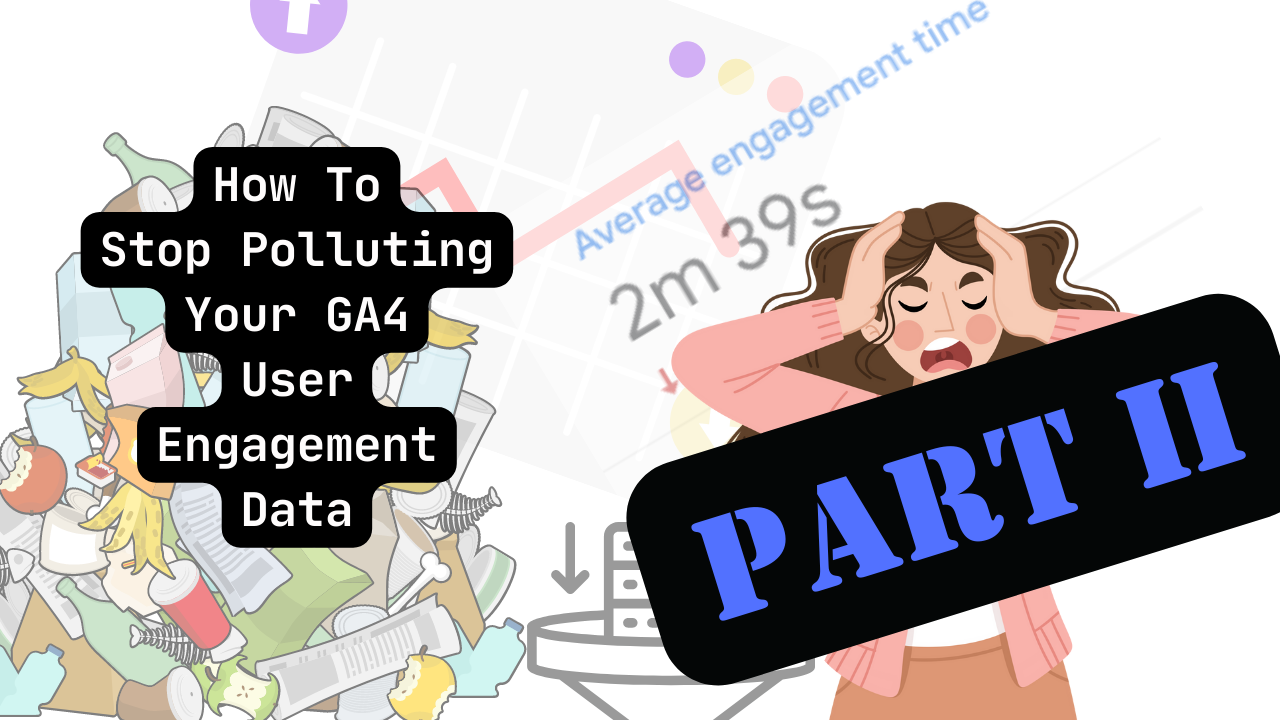 How To
Stop Polluting
Your GA4
User
Engagement
Data
Average engagement time
2m 39s
PART II